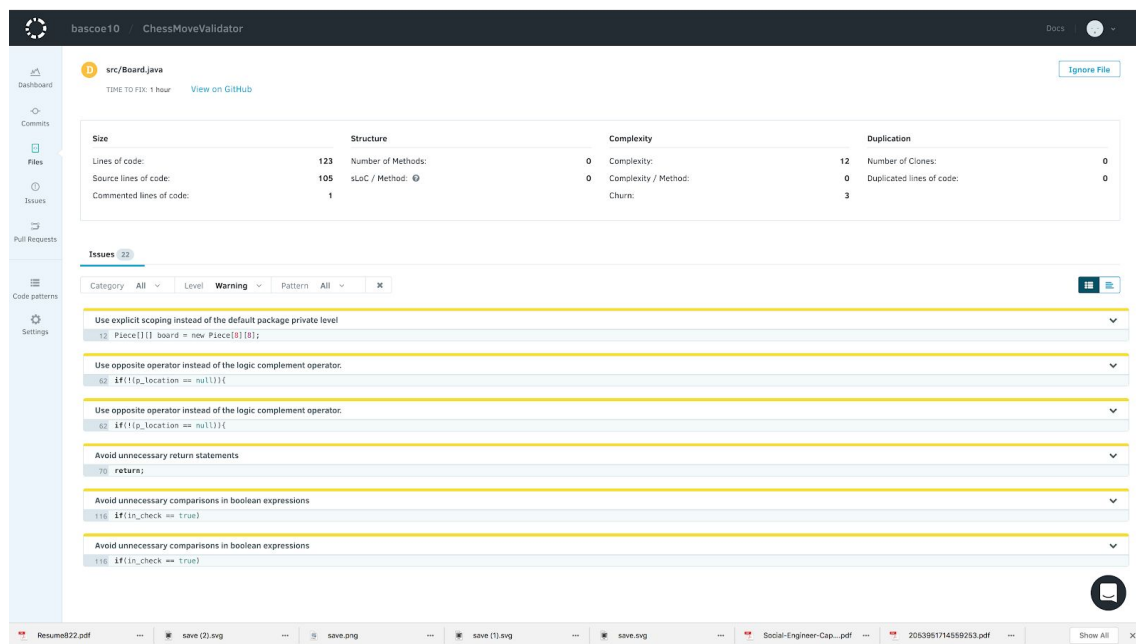 bascoe10 / ChessMoveValidator
Docs
Dashboard
Commits
Files
Issues
Pull Requests
Code patterns
Settings
D src/Board.java
Ignore File
TIME TO FIX: 1 hour View on GitHub
Size Structure Complexity Duplication
Lines of code: 123 Number of Methods: 0 Complexity: 12 Number of Clones: 0
Source lines of code: 105 sLoC / Method: 0 Complexity / Method: 0 Duplicated lines of code: 0
Commented lines of code: 1 Churn: 3
Issues 22
Category All Level Warning Pattern All
Use explicit scoping instead of the default package private level
12 Piece[][] board = new Piece[8][8];
Use opposite operator instead of the logic complement operator.
62 if(!(p_location == null)){
Use opposite operator instead of the logic complement operator.
62 if(!(p_location == null)){
Avoid unnecessary return statements
70 return;
Avoid unnecessary comparisons in boolean expressions
116 if(in_check == true)
Avoid unnecessary comparisons in boolean expressions
116 if(in_check == true)
Resume822.pdf ... save (2).svg ... save.png ... save (1).svg ... save.svg ... Social-Engineer-Cap....pdf ... 2053951714559253.pdf ... Show All